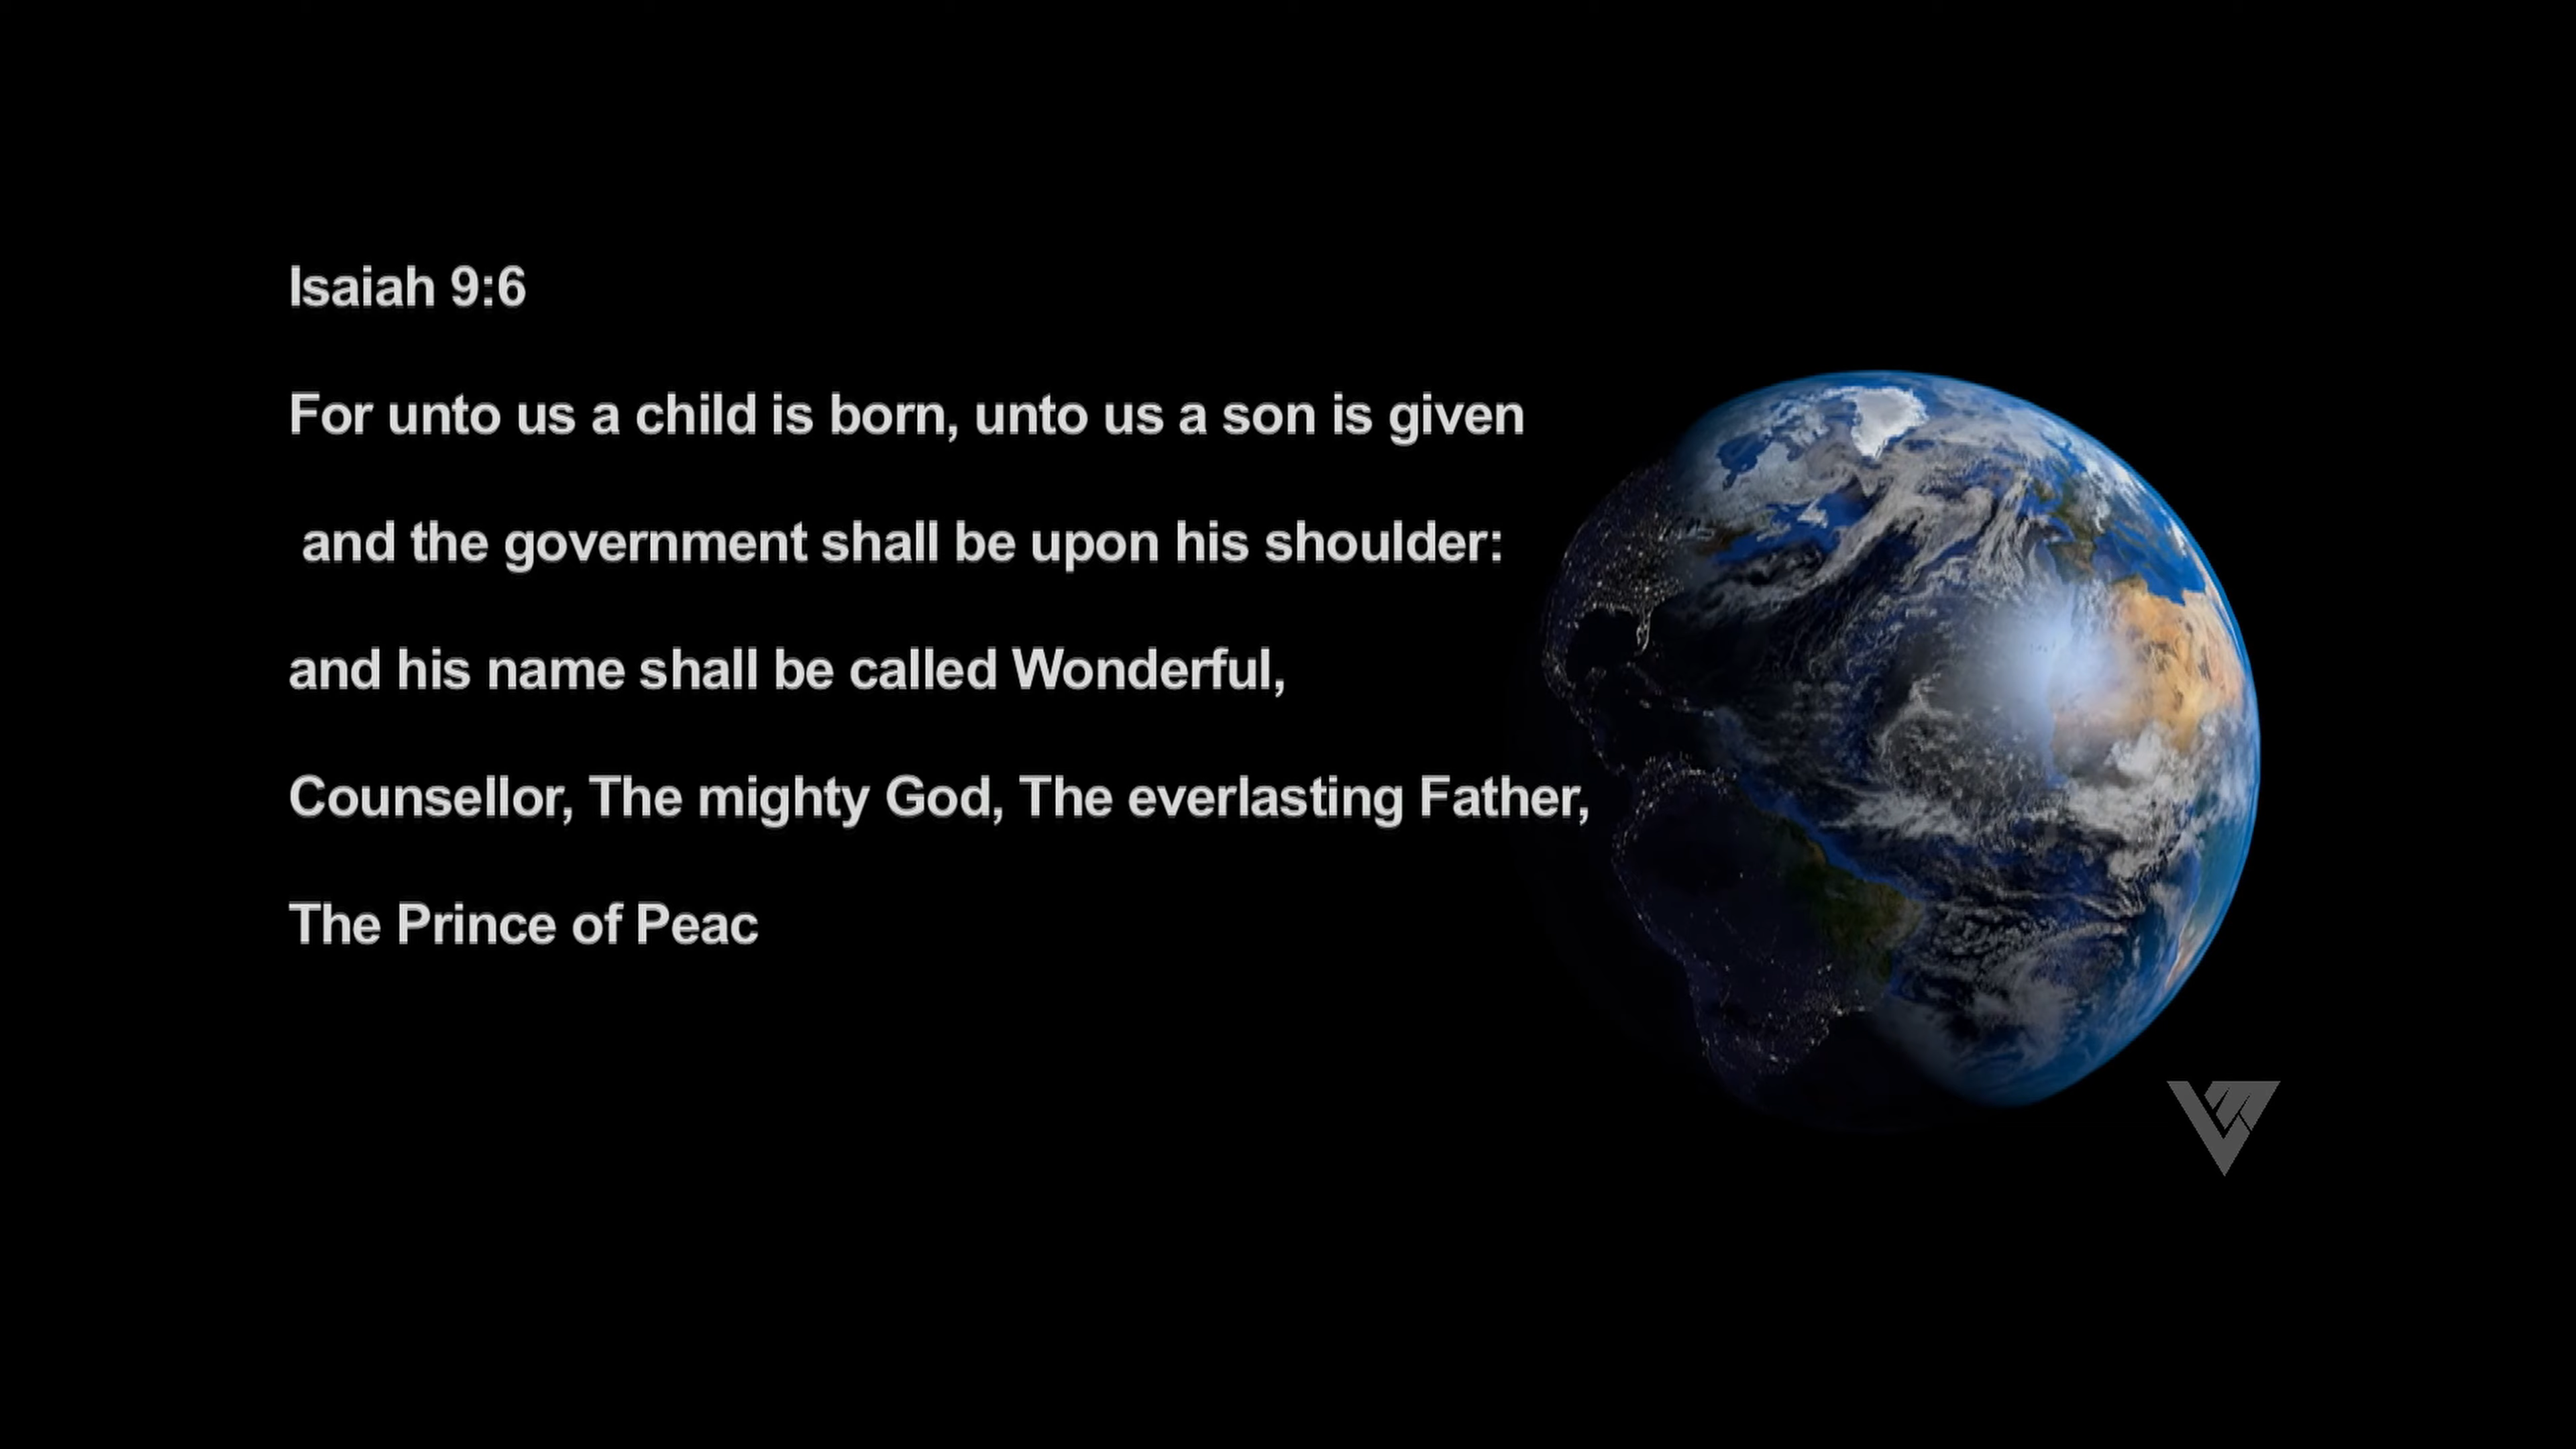 Isaiah 9:6
For unto us a child is born, unto us a son is given
and the government shall be upon his shoulder:
and his name shall be called Wonderful,
Counsellor, The mighty God, The everlasting Father,
The Prince of Peac